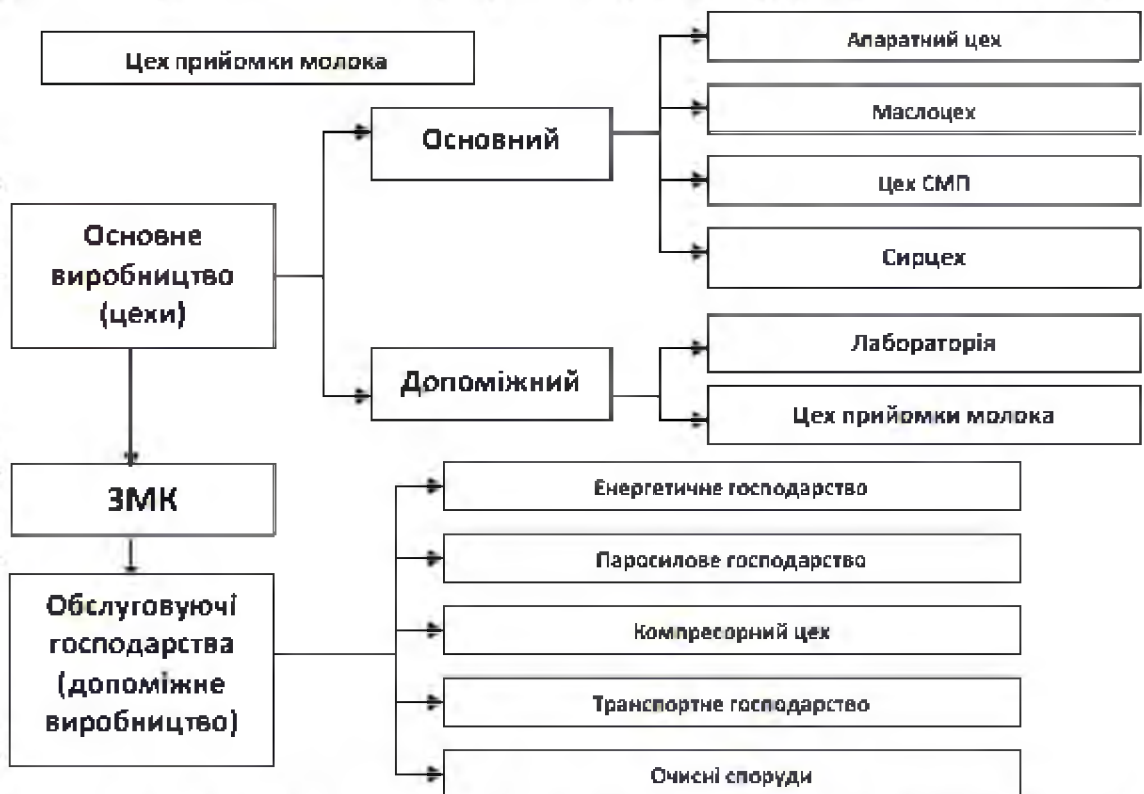 Цех прийомки молока
Апаратний цех
Маслоцех
Основний
Цех СМП
Сирцех
Основне
виробництво
(цехи)
Лабораторія
Допоміжний
Цех прийомки молока
ЗМК
Енергетичне господарство
Паросилове господарство
Обслуговуючі
господарства
(допоміжне
виробництво)
Компресорний цех
Транспортне господарство
Очисні споруди